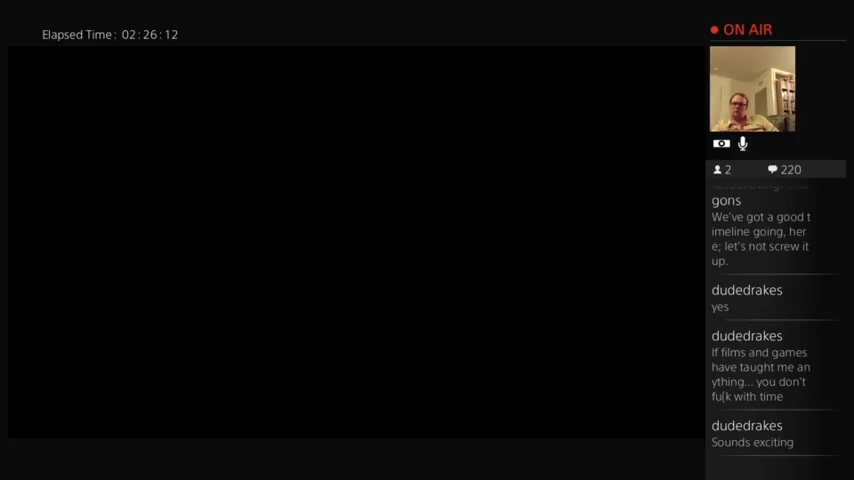 Elapsed Time: 02:26:12
ON AIR
2 220
gons
We've got a good t
imeline going, her
e; let's not screw it
up.
dudedrakes
yes
dudedrakes
If films and games
have taught me an
ything... you don't
fu(k with time
dudedrakes
Sounds exciting